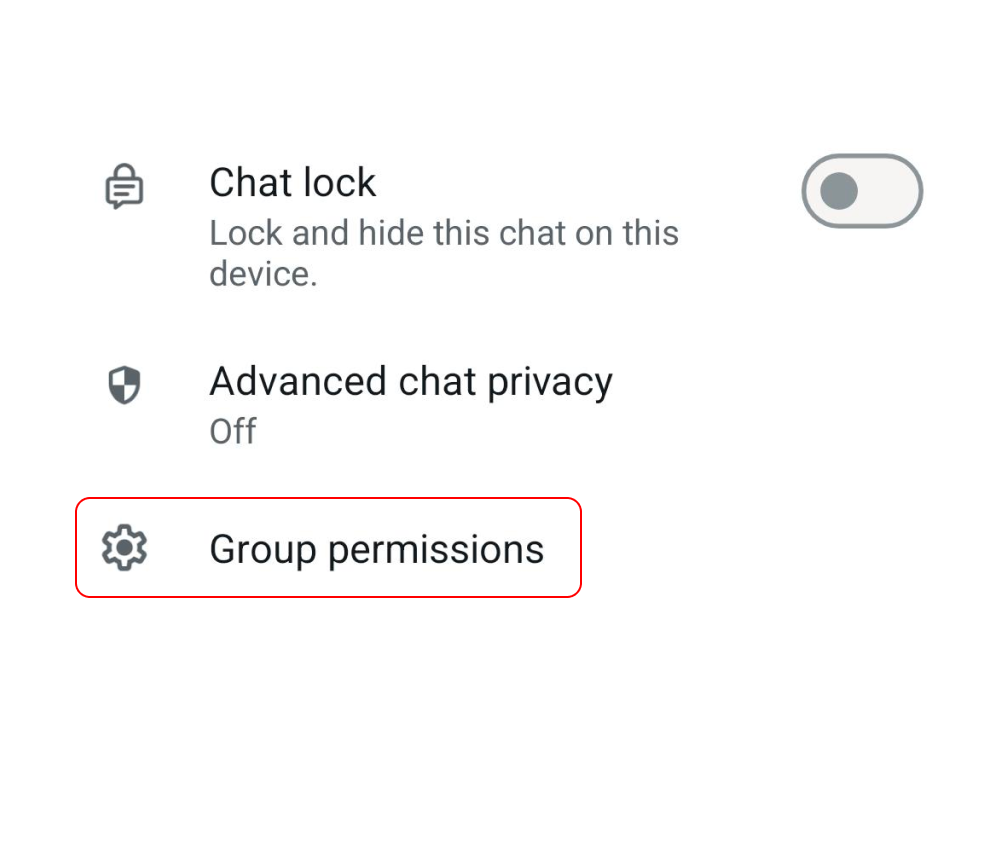 Chat lock
Lock and hide this chat on this
device.
Advanced chat privacy
Off
Group permissions